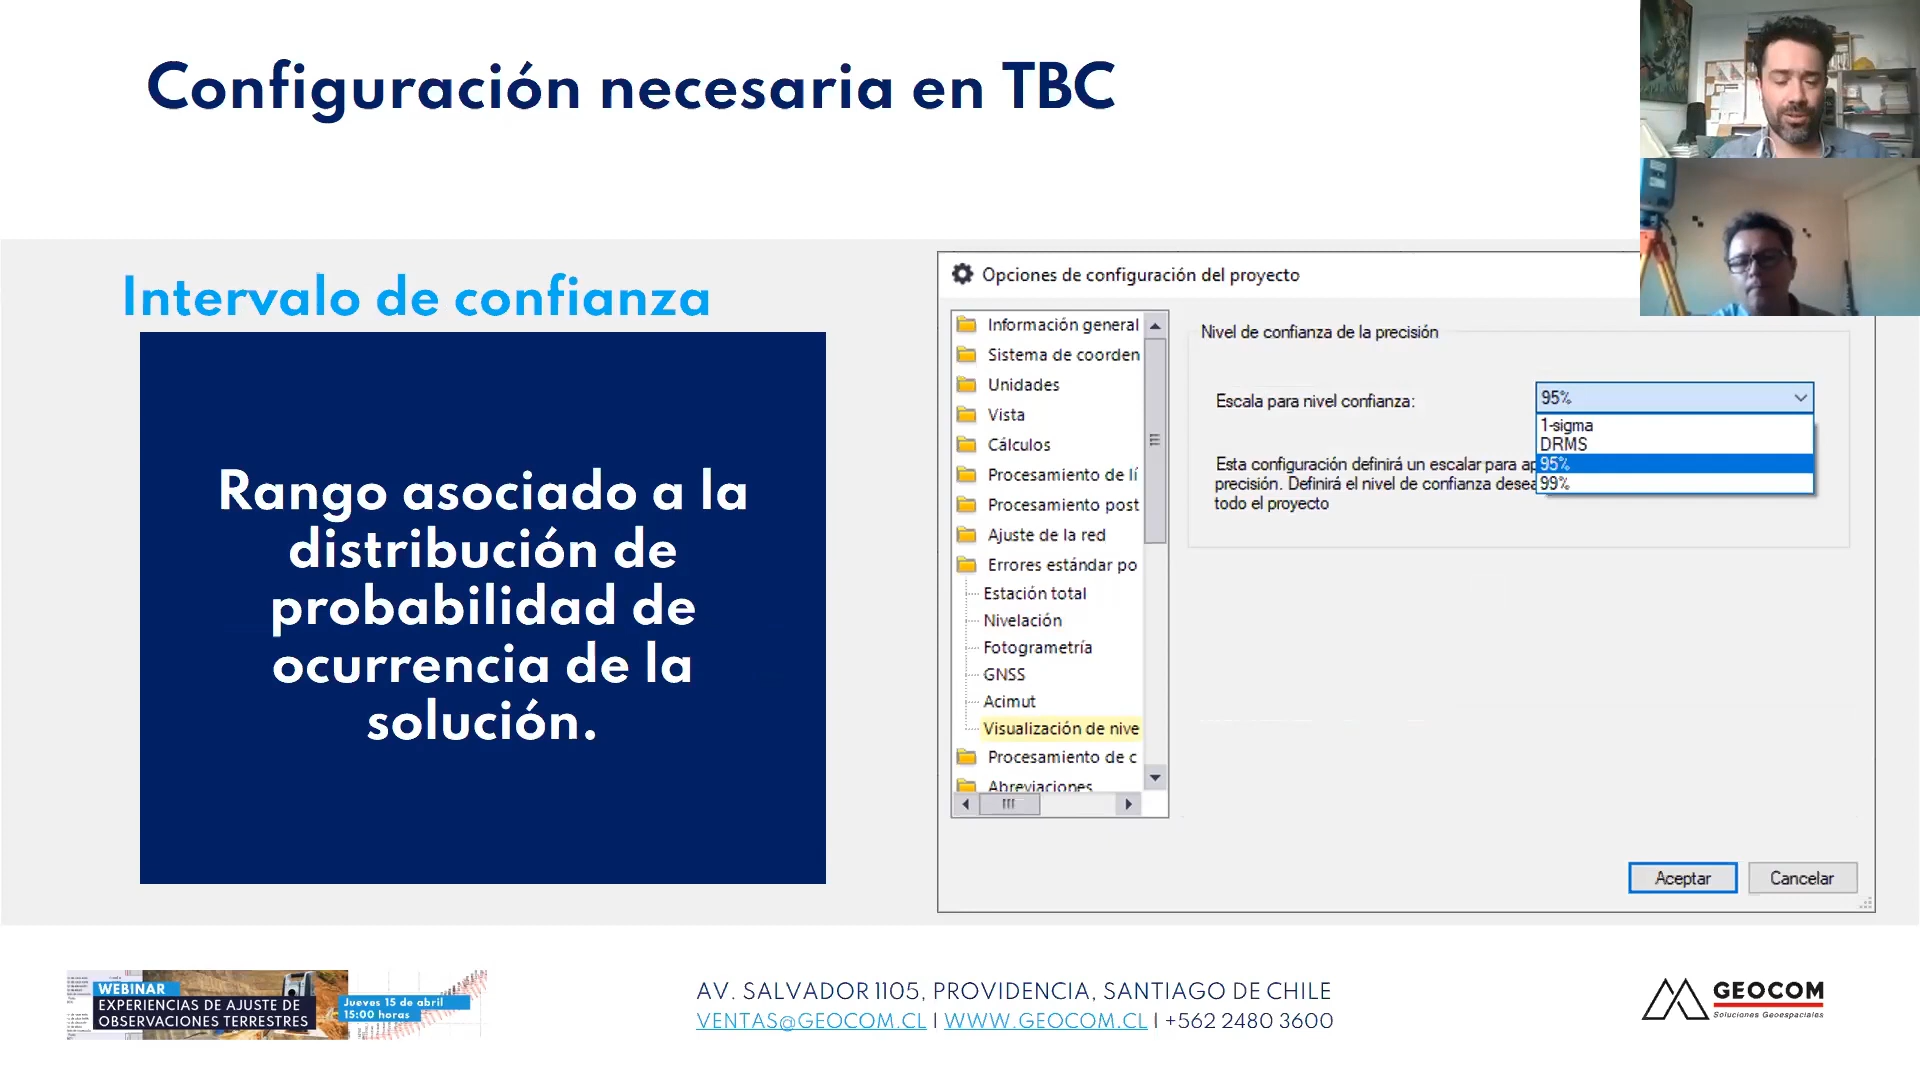 Configuración necesaria en TBC
Intervalo de confianza
Rango asociado a la
distribución de
probabilidad de
ocurrencia de la
solución.
Opciones de configuración del proyecto
Información general
Sistema de coorden
Unidades
Vista
Cálculos
Procesamiento de lí
Procesamiento post
Ajuste de la red
Errores estándar po
Estación total
Nivelación
Fotogrametría
GNSS
Acimut
Visualización de nive
Procesamiento de c
Abreviaciones
Nivel de confianza de la precisión
Escala para nivel confianza:
95%
1-sigma
DRMS
95%
99%
Esta configuración definirá un escalar para ap
precisión. Definirá el nivel de confianza desea
todo el proyecto
Aceptar
Cancelar
WEBINAR
EXPERIENCIAS DE AJUSTE DE
OBSERVACIONES TERRESTRES
Jueves 15 de abril
15:00 horas
AV. SALVADOR 1105, PROVIDENCIA, SANTIAGO DE CHILE
VENTAS@GEOCOM.CL | WWW.GEOCOM.CL | +562 2480 3600
GEOCOM
Soluciones Geoespaciales